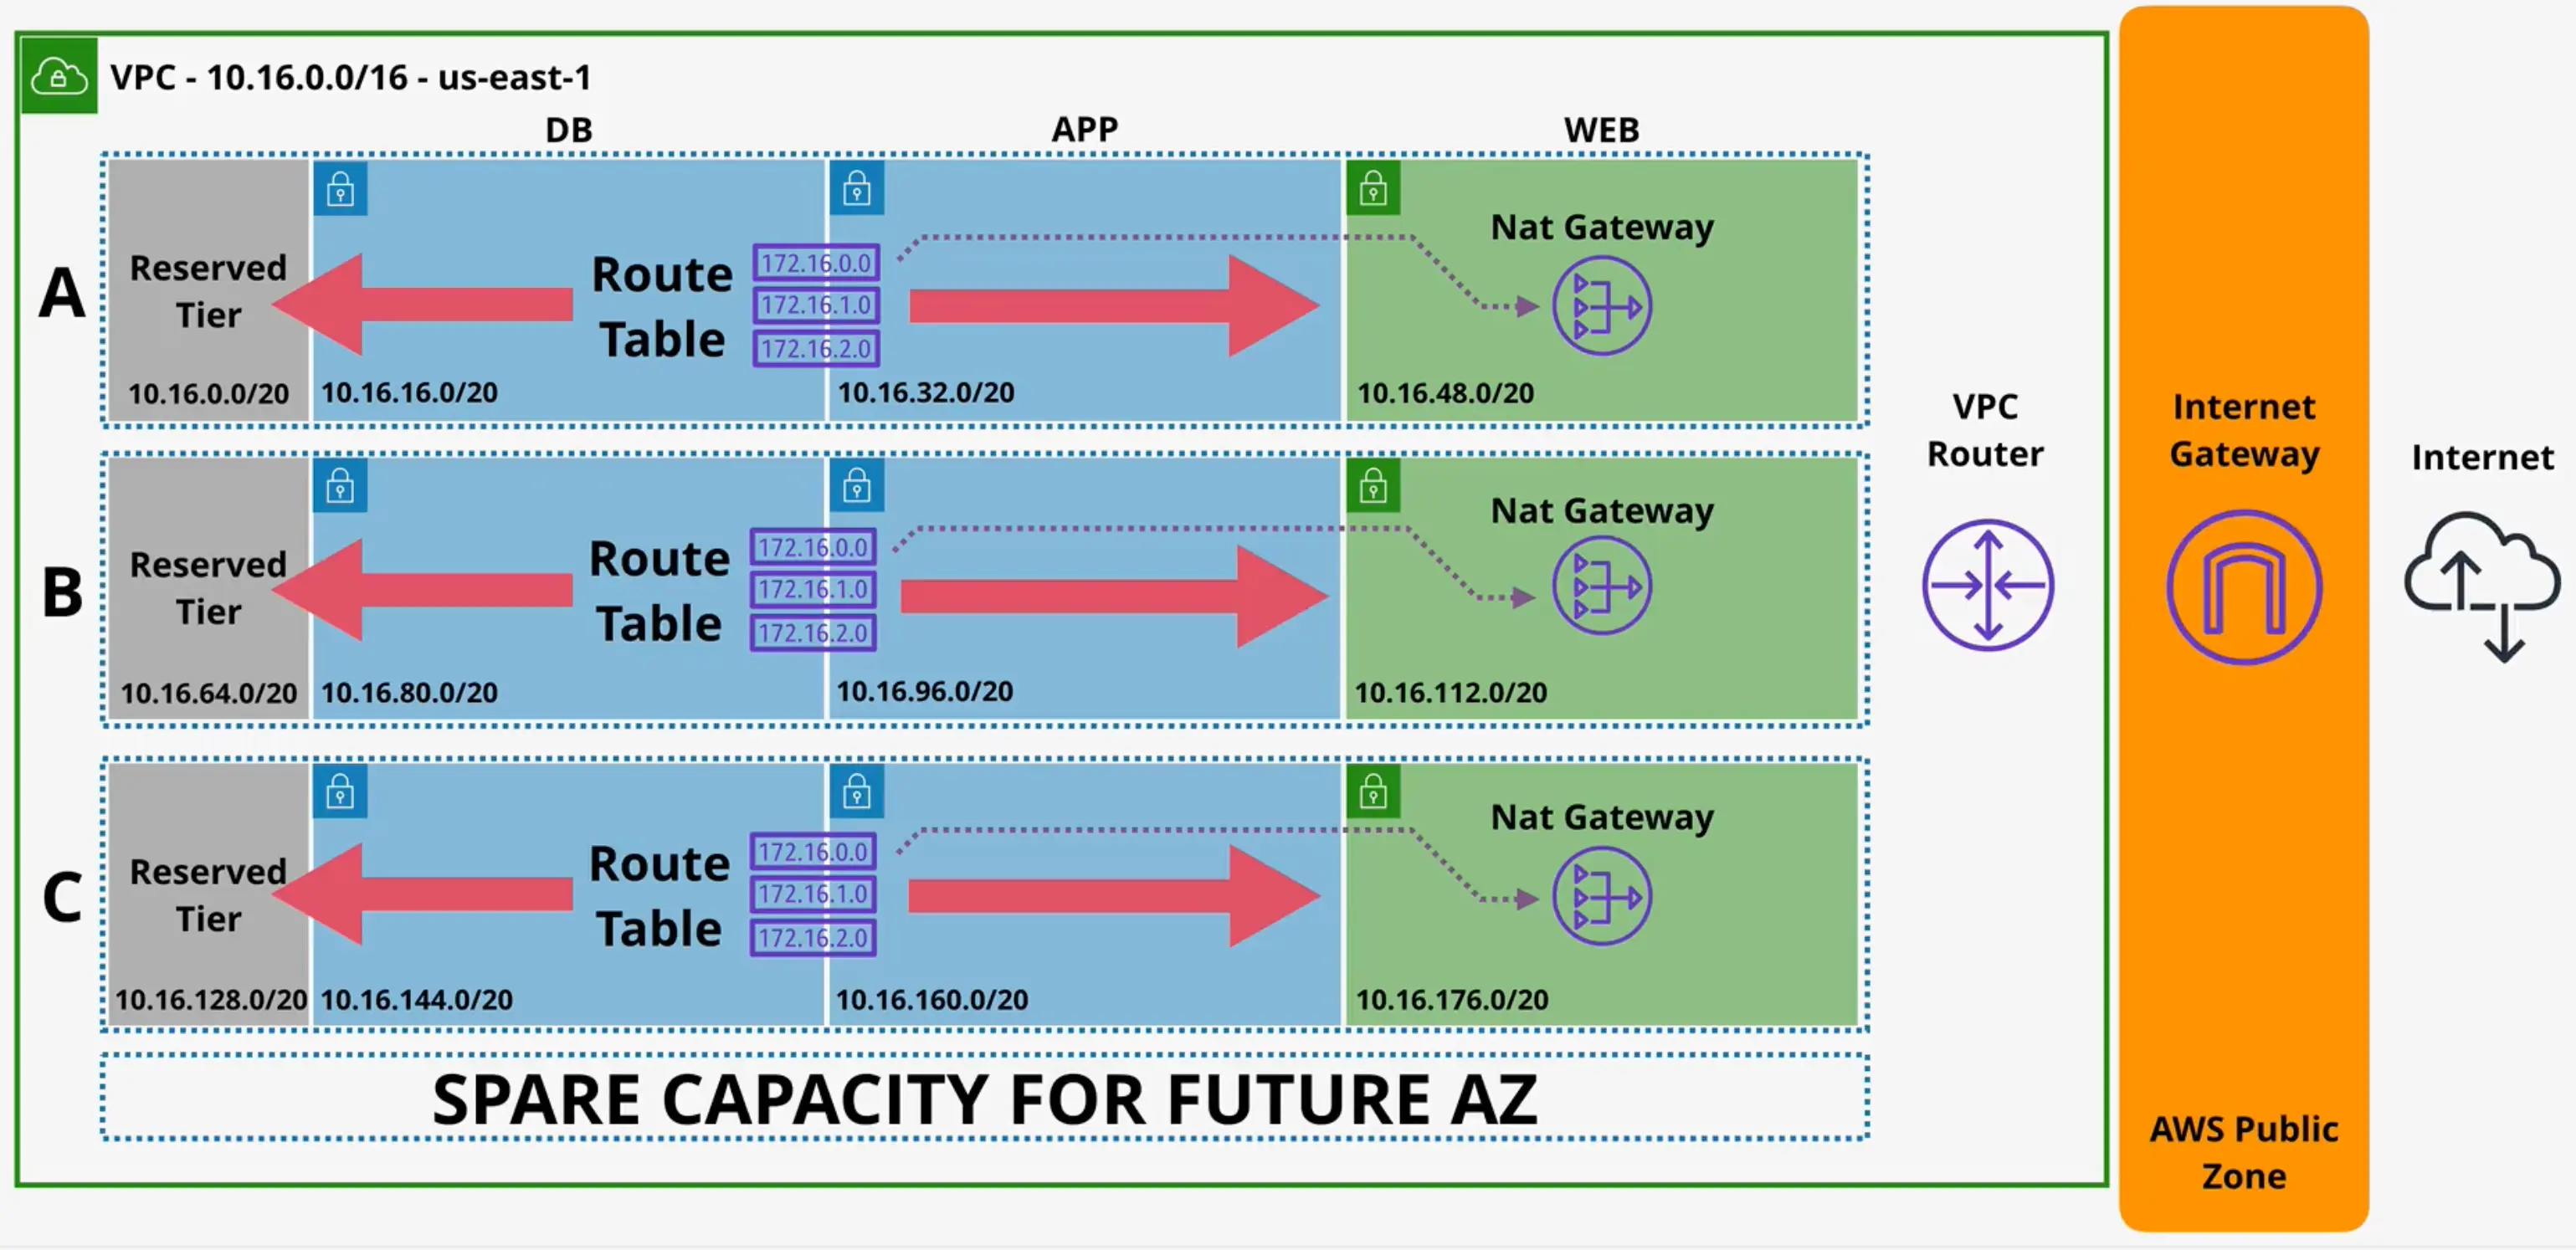 VPC - 10.16.0.0/16 - us-east-1
DB
APP
WEB
A
Reserved
Tier
10.16.0.0/20
Route
Table
172.16.0.0
172.16.1.0
172.16.2.0
10.16.16.0/20
10.16.32.0/20
Nat Gateway
10.16.48.0/20
B
Reserved
Tier
10.16.64.0/20
Route
Table
172.16.0.0
172.16.1.0
172.16.2.0
10.16.80.0/20
10.16.96.0/20
Nat Gateway
10.16.112.0/20
C
Reserved
Tier
10.16.128.0/20
Route
Table
172.16.0.0
172.16.1.0
172.16.2.0
10.16.144.0/20
10.16.160.0/20
Nat Gateway
10.16.176.0/20
SPARE CAPACITY FOR FUTURE AZ
VPC
Router
Internet
Gateway
AWS Public
Zone
Internet